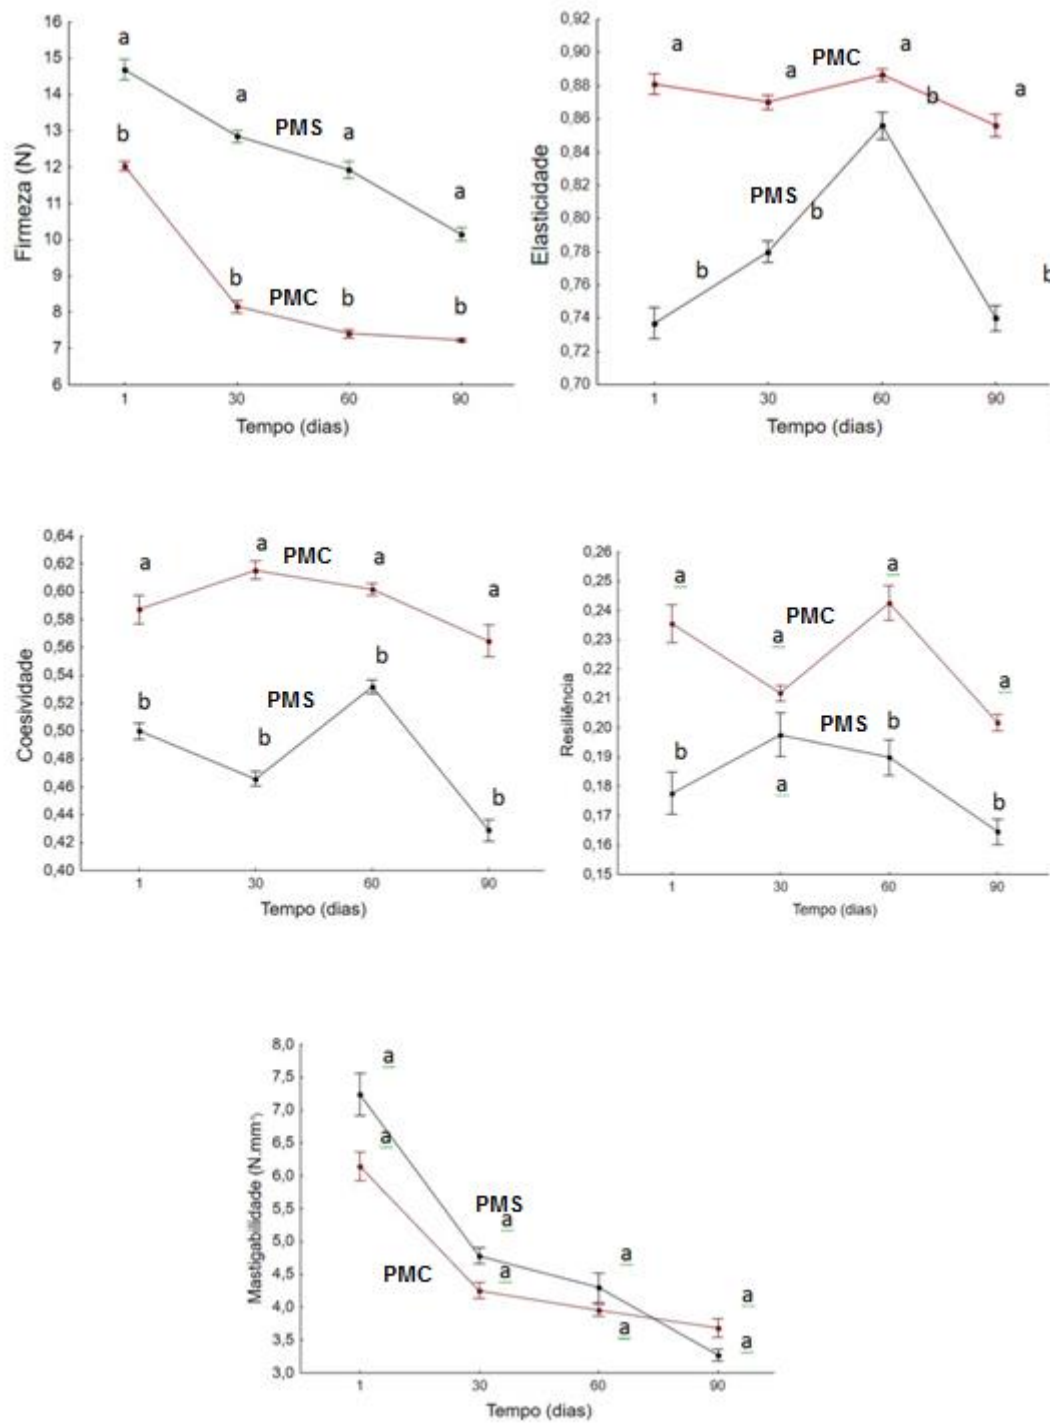 16
15
14
13
12
11
10
9
8
7
6
Firmeza (N)
a
a
PMS
a
a
b
b
PMC
b
b
1
30
60
90
Tempo (dias)
0,92
0,90
0,88
0,86
0,84
0,82
0,80
0,78
0,76
0,74
0,72
0,70
Elasticidade
a
a
PMC
a
a
b
b
PMS
b
b
1
30
60
90
Tempo (dias)
0,64
0,62
0,60
0,58
0,56
0,54
0,52
0,50
0,48
0,46
0,44
0,42
0,40
Coesividade
a
a
PMC
a
a
b
b
PMS
b
b
1
30
60
90
Tempo (dias)
0,26
0,25
0,24
0,23
0,22
0,21
0,20
0,19
0,18
0,17
0,16
0,15
Resiliência
a
a
PMC
a
a
b
a
PMS
b
b
1
30
60
90
Tempo (dias)
8,0
7,5
7,0
6,5
6,0
5,5
5,0
4,5
4,0
3,5
3,0
a
a
PMS
a
a
a
PMC
a
a
a
1
30
60
90
Tempo (dias)